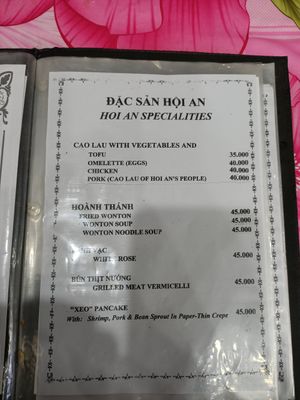 ĐẶC SẢN HỘI AN
HOI AN SPECIALITIES
CAO LAU WITH VEGETABLES AND
TOFU 35.000
OMELETTE (EGGS) 40.000
CHICKEN 40.000
PORK (CAO LAU OF HOI AN'S PEOPLE) 40.000
HOÀNH THÁNH
FRIED WONTON 45.000
WONTON SOUP 45.000
WONTON NOODLE SOUP 45.000
WHITE ROSE 45.000
BÚN THỊT NƯỚNG
GRILLED MEAT VERMICELLI 45.000
"XEO" PANCAKE 45.000
With: Shrimp, Pork & Bean Sprout In Paper-Thin Crepe